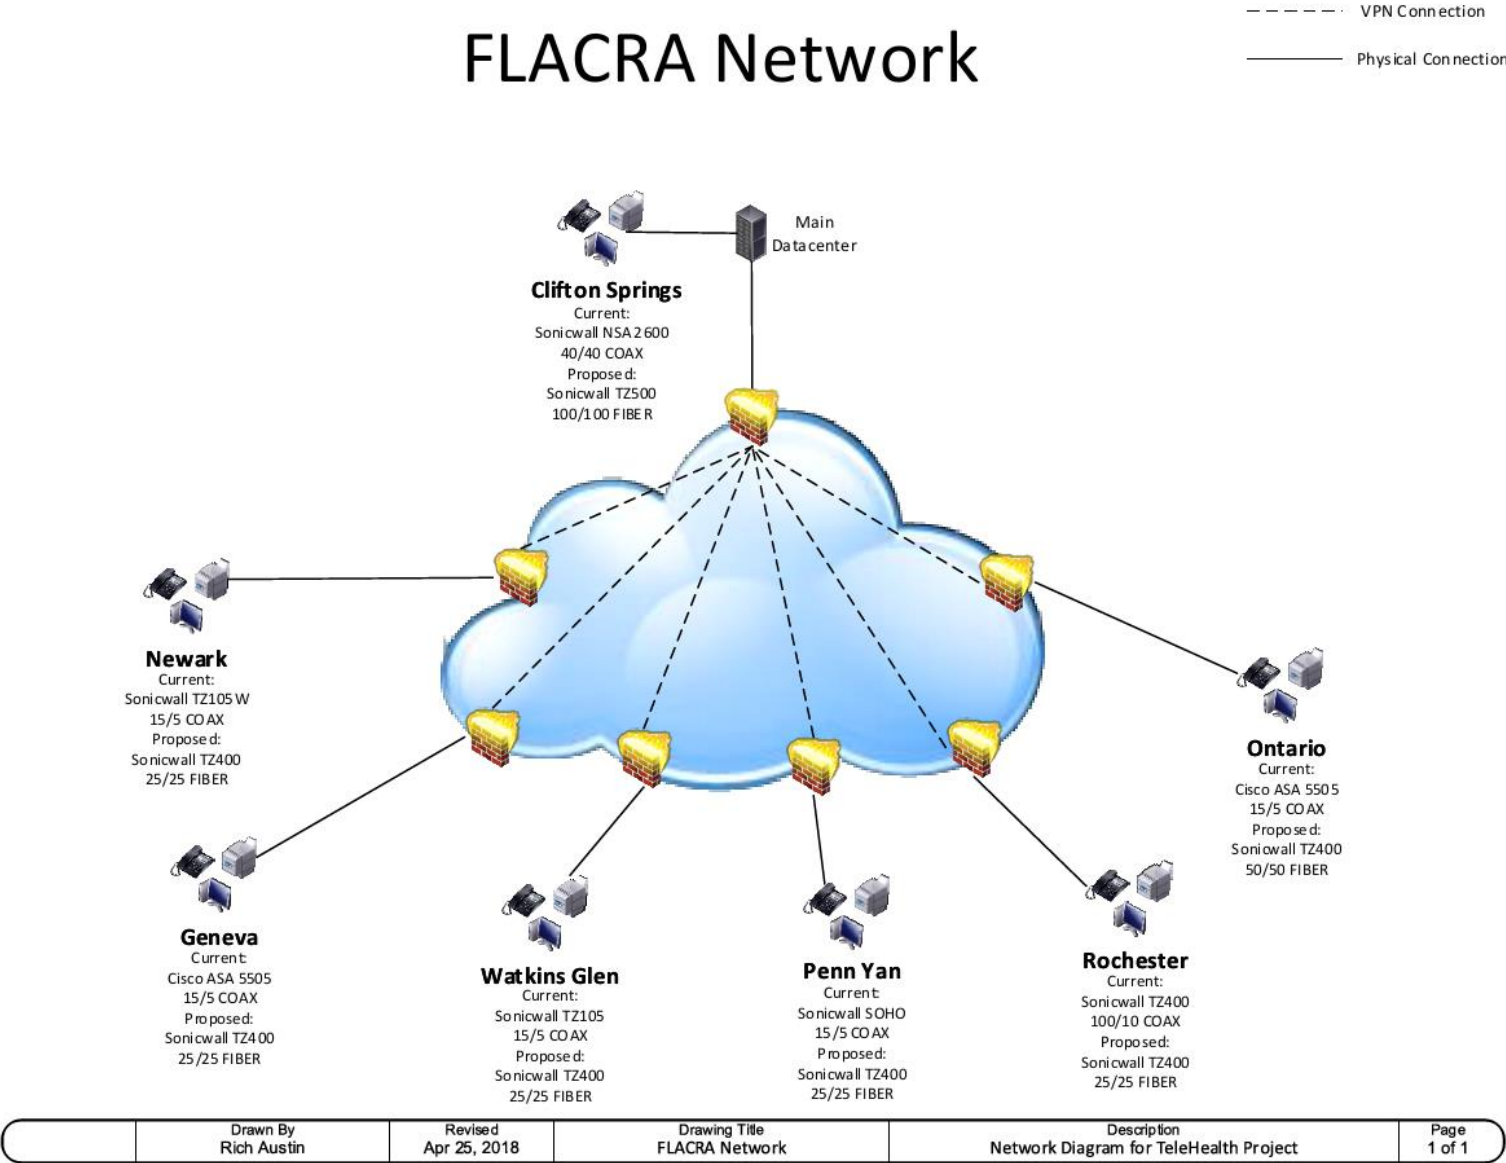 VPN Connection
Physical Connection
FLACRA Network
Main
Datacenter
Clifton Springs
Current:
Sonicwall NSA2600
40/40 COAX
Proposed:
Sonicwall TZ500
100/100 FIBER
Newark
Current:
Sonicwall TZ105W
15/5 COAX
Proposed:
Sonicwall TZ400
25/25 FIBER
Ontario
Current:
Cisco ASA 5505
15/5 COAX
Proposed:
Sonicwall TZ400
50/50 FIBER
Geneva
Current:
Cisco ASA 5505
15/5 COAX
Proposed:
Sonicwall TZ400
25/25 FIBER
Watkins Glen
Current:
Sonicwall TZ105
15/5 COAX
Proposed:
Sonicwall TZ400
25/25 FIBER
Penn Yan
Current:
Sonicwall SOHO
15/5 COAX
Proposed:
Sonicwall TZ400
25/25 FIBER
Rochester
Current:
Sonicwall TZ400
100/10 COAX
Proposed:
Sonicwall TZ400
25/25 FIBER
Drawn By
Rich Austin
Revised
Apr 25, 2018
Drawing Title
FLACRA Network
Description
Network Diagram for TeleHealth Project
Page
1 of 1